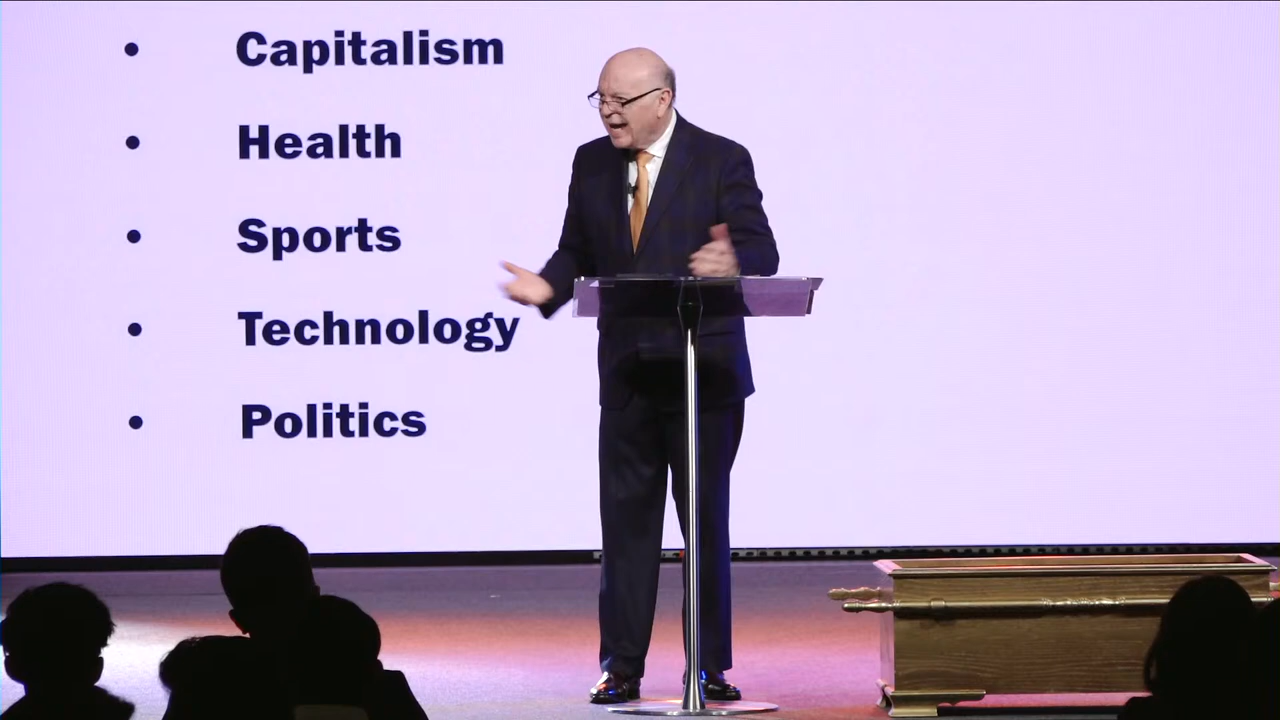 • Capitalism
• Health
• Sports
• Technology
• Politics